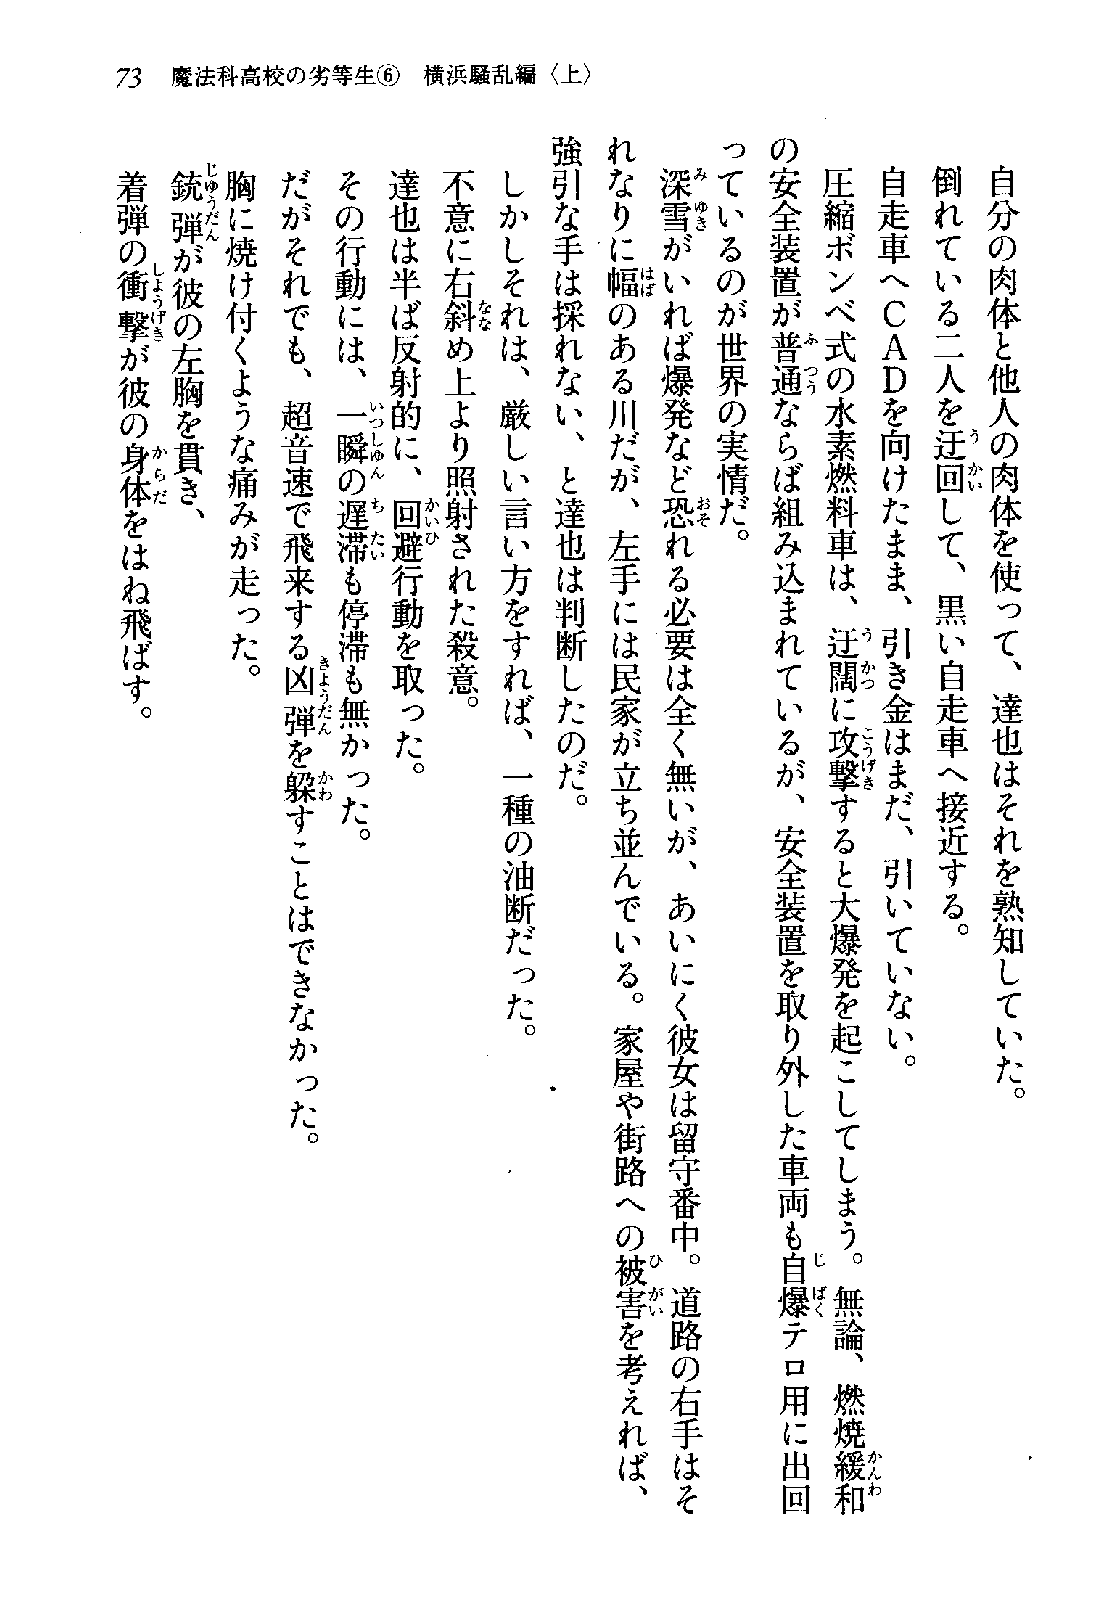 73　魔法科高校の劣等生⑥　横浜騒乱編〈上〉
自分の肉体と他人の肉体を使って、達也はそれを熟知していた。
倒れている二人を迂回して、黒い自走車へ接近する。
自走車へＣＡＤを向けたまま、引き金はまだ、引いていない。
圧縮ボンベ式の水素燃料車は、迂闊に攻撃すると大爆発を起こしてしまう。無論、燃焼緩和
の安全装置が普通ならば組み込まれているが、安全装置を取り外した車両も自爆テロ用に出回
っているのが世界の実情だ。
深雪がいれば爆発など恐れる必要は全く無いが、あいにく彼女は留守番中。道路の右手はそ
れなりに幅のある川だが、左手には民家が立ち並んでいる。家屋や街路への被害を考えれば、
強引な手は採れない、と達也は判断したのだ。
しかしそれは、厳しい言い方をすれば、一種の油断だった。
不意に右斜め上より照射された殺意。
達也は半ば反射的に、回避行動を取った。
その行動には、一瞬の遅滞も停滞も無かった。
だがそれでも、超音速で飛来する凶弾を躱すことはできなかった。
胸に焼け付くような痛みが走った。
銃弾が彼の左胸を貫き、
着弾の衝撃が彼の身体をはね飛ばす。